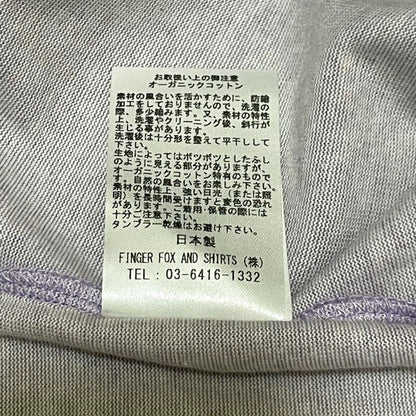 お取扱い上の御注意
オーガニックコットン
素材の風合いを活かすために、防縮
加工をしておりませんので、洗濯の
際、多少縮みます。又、素材の特性
上、洗濯やクリーニング後、斜行が
生じる事があります。
洗濯後は十分形を整えて平干しして
下さい。
生地によってはポツポツとしたふし
のように見える部分がありますが、
オーガニックコットン特有のもので
す。自然の風合いをお楽しみ下さい。
素材の特性上、強い日光（または照
明）を長時間受けますと変色の恐れ
があります。ご着用・保管の際には
十分ご注意下さい。
タンブラー乾燥はお避け下さい。
日本製
FINGER FOX AND SHIRTS (株)
TEL : 03-6416-1332